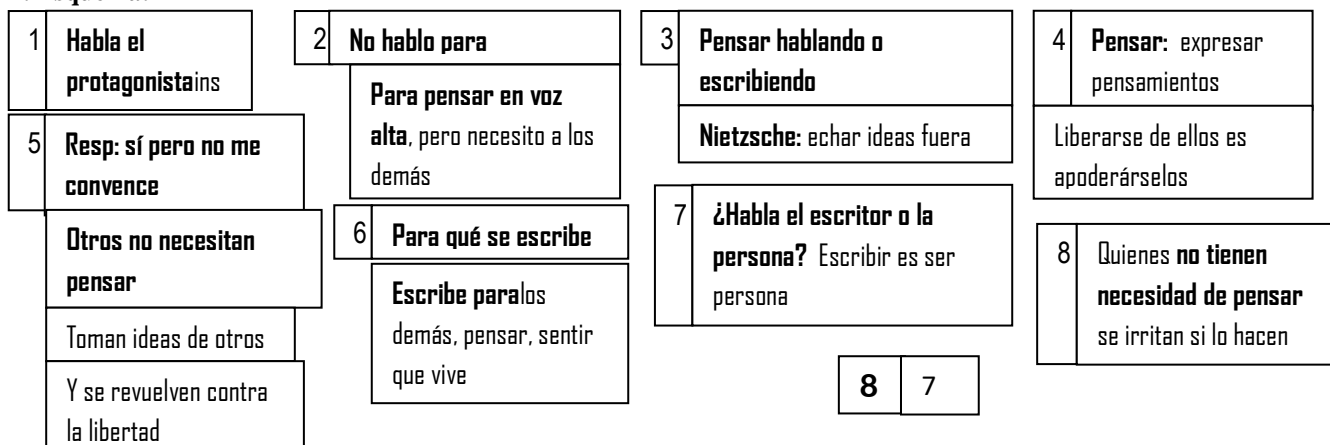 1
Habla el
protagonistains
2
No hablo para
Para pensar en voz
alta, pero necesito a los
demás
3
Pensar hablando o
escribiendo
Nietzsche: echar ideas fuera
4
Pensar: expresar
pensamientos
Liberarse de ellos es
apoderárselos
5
Resp: sí pero no me
convence
Otros no necesitan
pensar
Toman ideas de otros
Y se revuelven contra
la libertad
6
Para qué se escribe
Escribe paralos
demás, pensar, sentir
que vive
7
¿Habla el escritor o la
persona? Escribir es ser
persona
8
Quienes no tienen
necesidad de pensar
se irritan si lo hacen
8 7